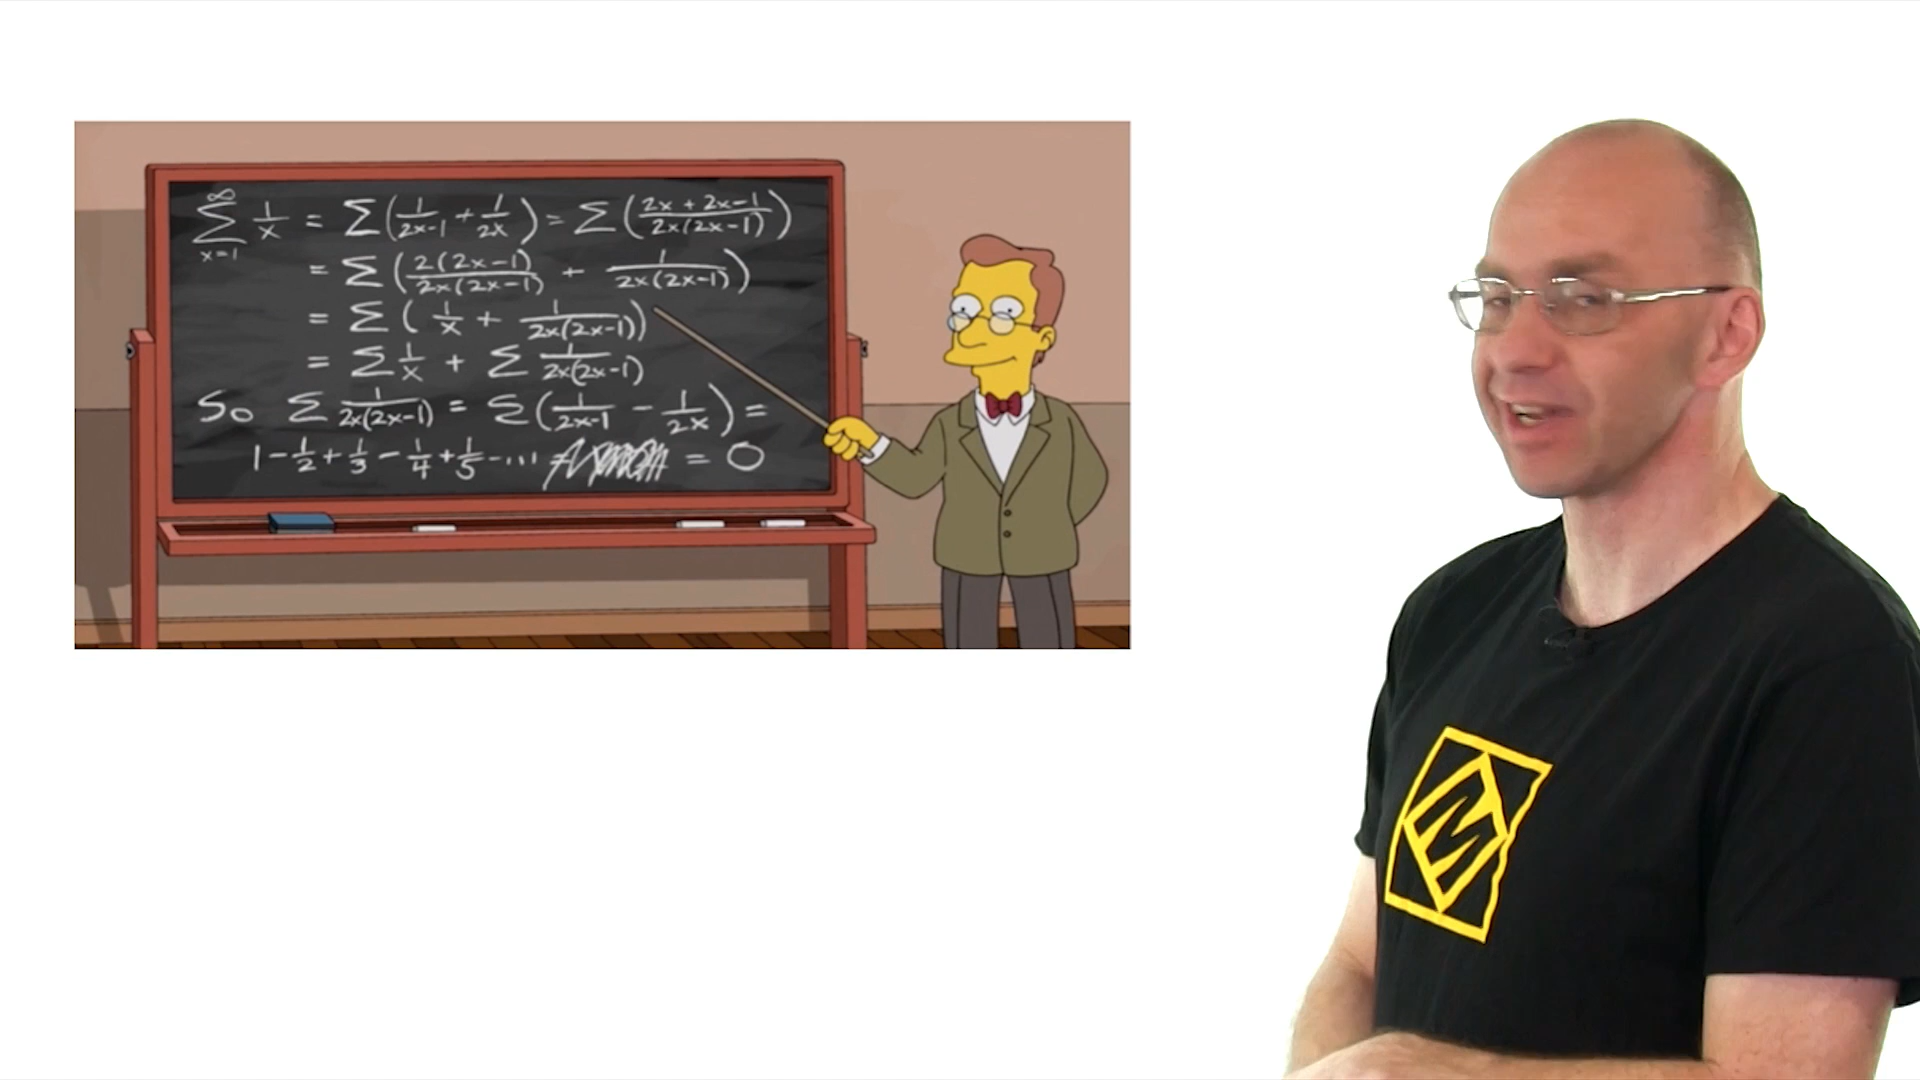 ∞ Σ x=1 1/x = Σ(1/2x-1 + 1/2x) = Σ(2x + 2x-1/2x(2x-1))
= Σ(2(2x-1)/2x(2x-1) + 1/2x(2x-1))
= Σ(1/x + 1/2x(2x-1))
= Σ 1/x + Σ 1/2x(2x-1)
So Σ 1/2x(2x-1) = Σ(1/2x-1 - 1/2x) =
1 - 1/2 + 1/3 - 1/4 + 1/5 - ... = 0